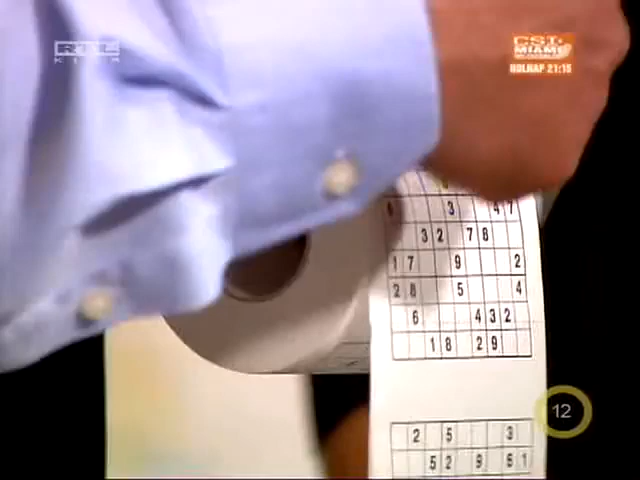 RTL
KLUB
CSI:
MIAMI
HOLNAP 21:15
3 4 7
3 2 7 8
1 7 9 2
2 8 5 4
6 4 3 2
1 8 2 9
12
2 5 3
5 2 9 6 1